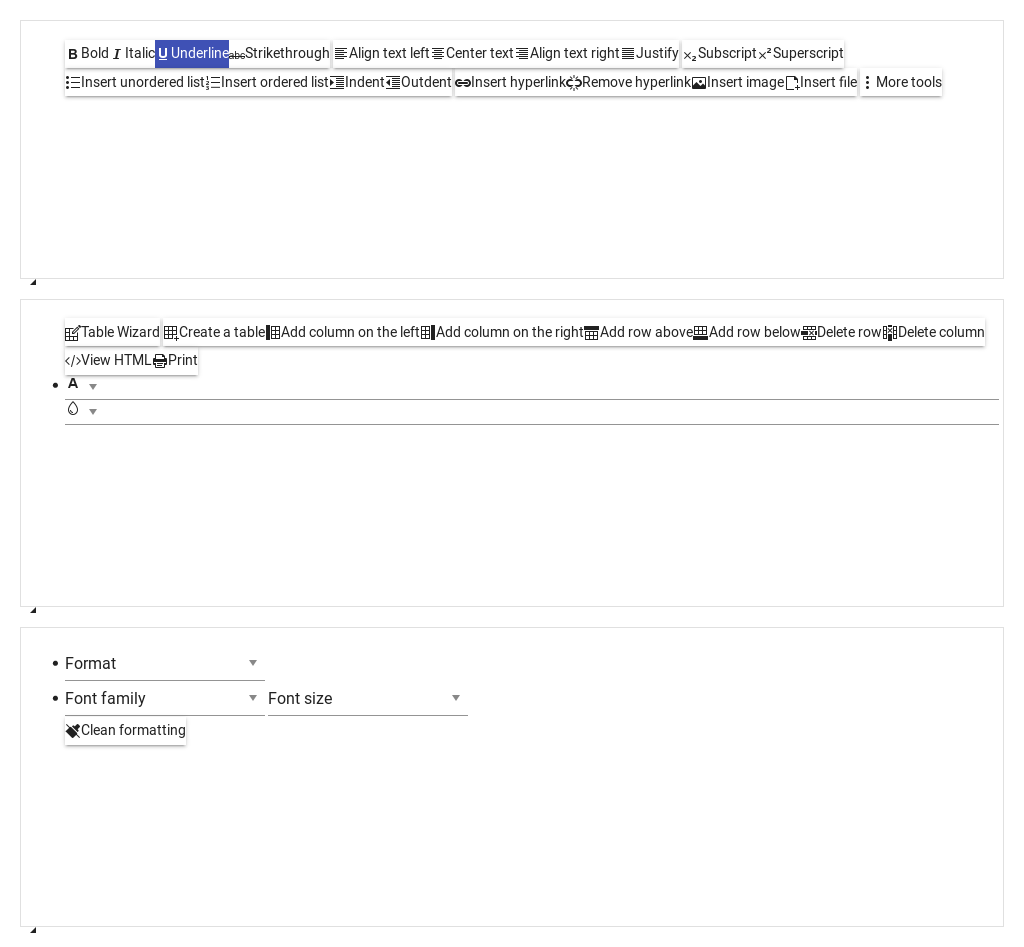 B Bold I Italic U Underline abc Strikethrough Align text left Center text Align text right Justify x₂ Subscript x² Superscript
Insert unordered list Insert ordered list Indent Outdent Insert hyperlink Remove hyperlink Insert image Insert file More tools
Table Wizard Create a table Add column on the left Add column on the right Add row above Add row below Delete row Delete column
</> View HTML Print
• A
• Format
• Font family Font size
Clean formatting